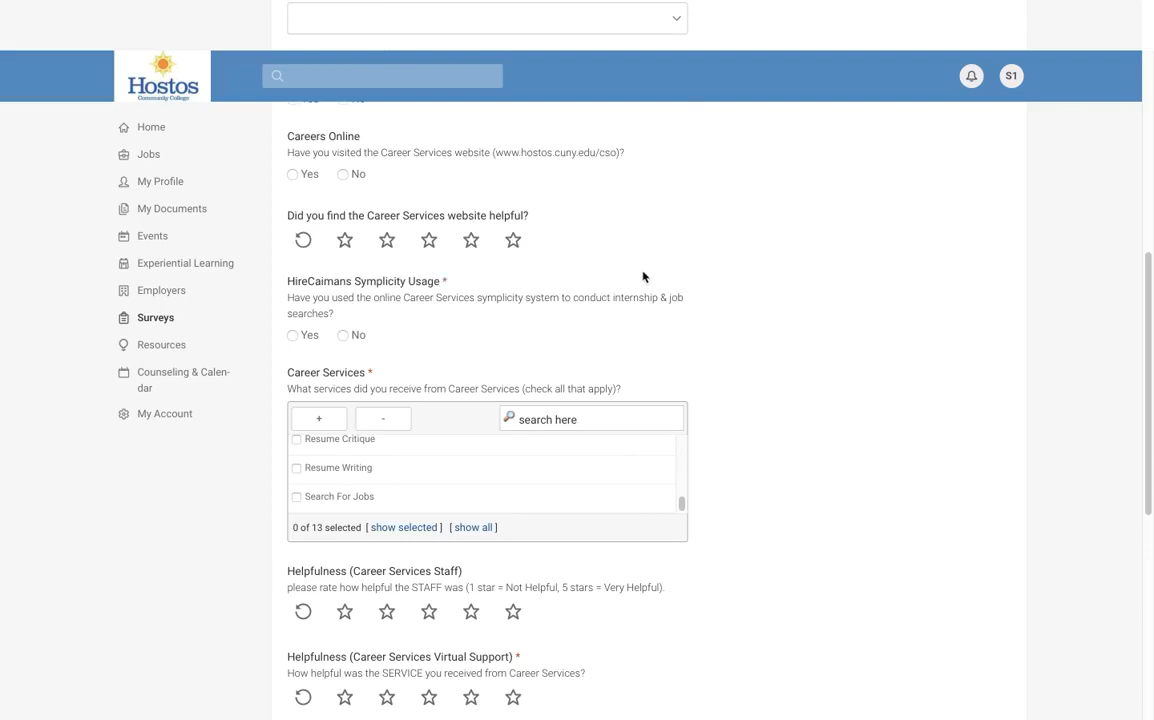 Hostos
Community College
S1
Home
Jobs
My Profile
My Documents
Events
Experiential Learning
Employers
Surveys
Resources
Counseling & Calen-
dar
My Account
Careers Online
Have you visited the Career Services website (www.hostos.cuny.edu/cso)?
Yes No
Did you find the Career Services website helpful?
HireCaimans Symplicity Usage *
Have you used the online Career Services symplicity system to conduct internship & job
searches?
Yes No
Career Services *
What services did you receive from Career Services (check all that apply)?
+ - search here
Resume Critique
Resume Writing
Search For Jobs
0 of 13 selected [ show selected ] [ show all ]
Helpfulness (Career Services Staff)
please rate how helpful the STAFF was (1 star = Not Helpful, 5 stars = Very Helpful).
Helpfulness (Career Services Virtual Support) *
How helpful was the SERVICE you received from Career Services?